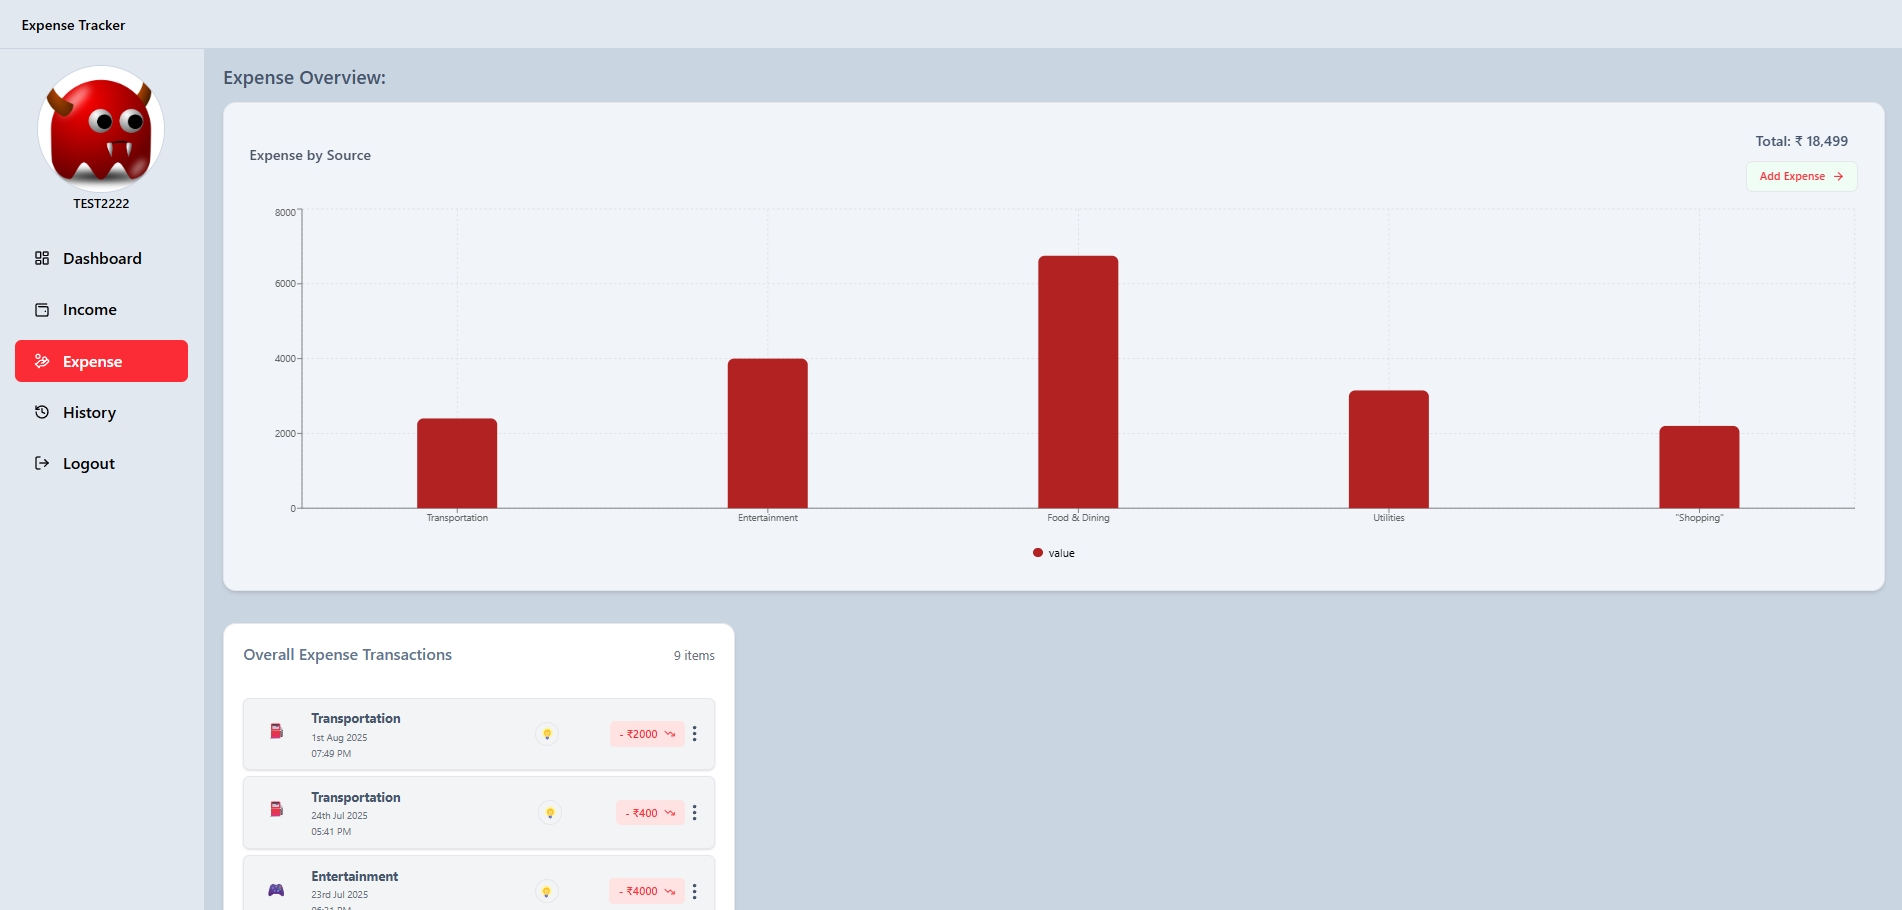 Expense Tracker
TEST2222
Dashboard
Income
Expense
History
Logout
Expense Overview:
Expense by Source
Total: ₹ 18,499
Add Expense
8000
6000
4000
2000
0
Transportation
Entertainment
Food & Dining
Utilities
"Shopping"
value
Overall Expense Transactions
9 items
Transportation
1st Aug 2025
07:49 PM
- ₹2000
Transportation
24th Jul 2025
05:41 PM
- ₹400
Entertainment
23rd Jul 2025
- ₹4000